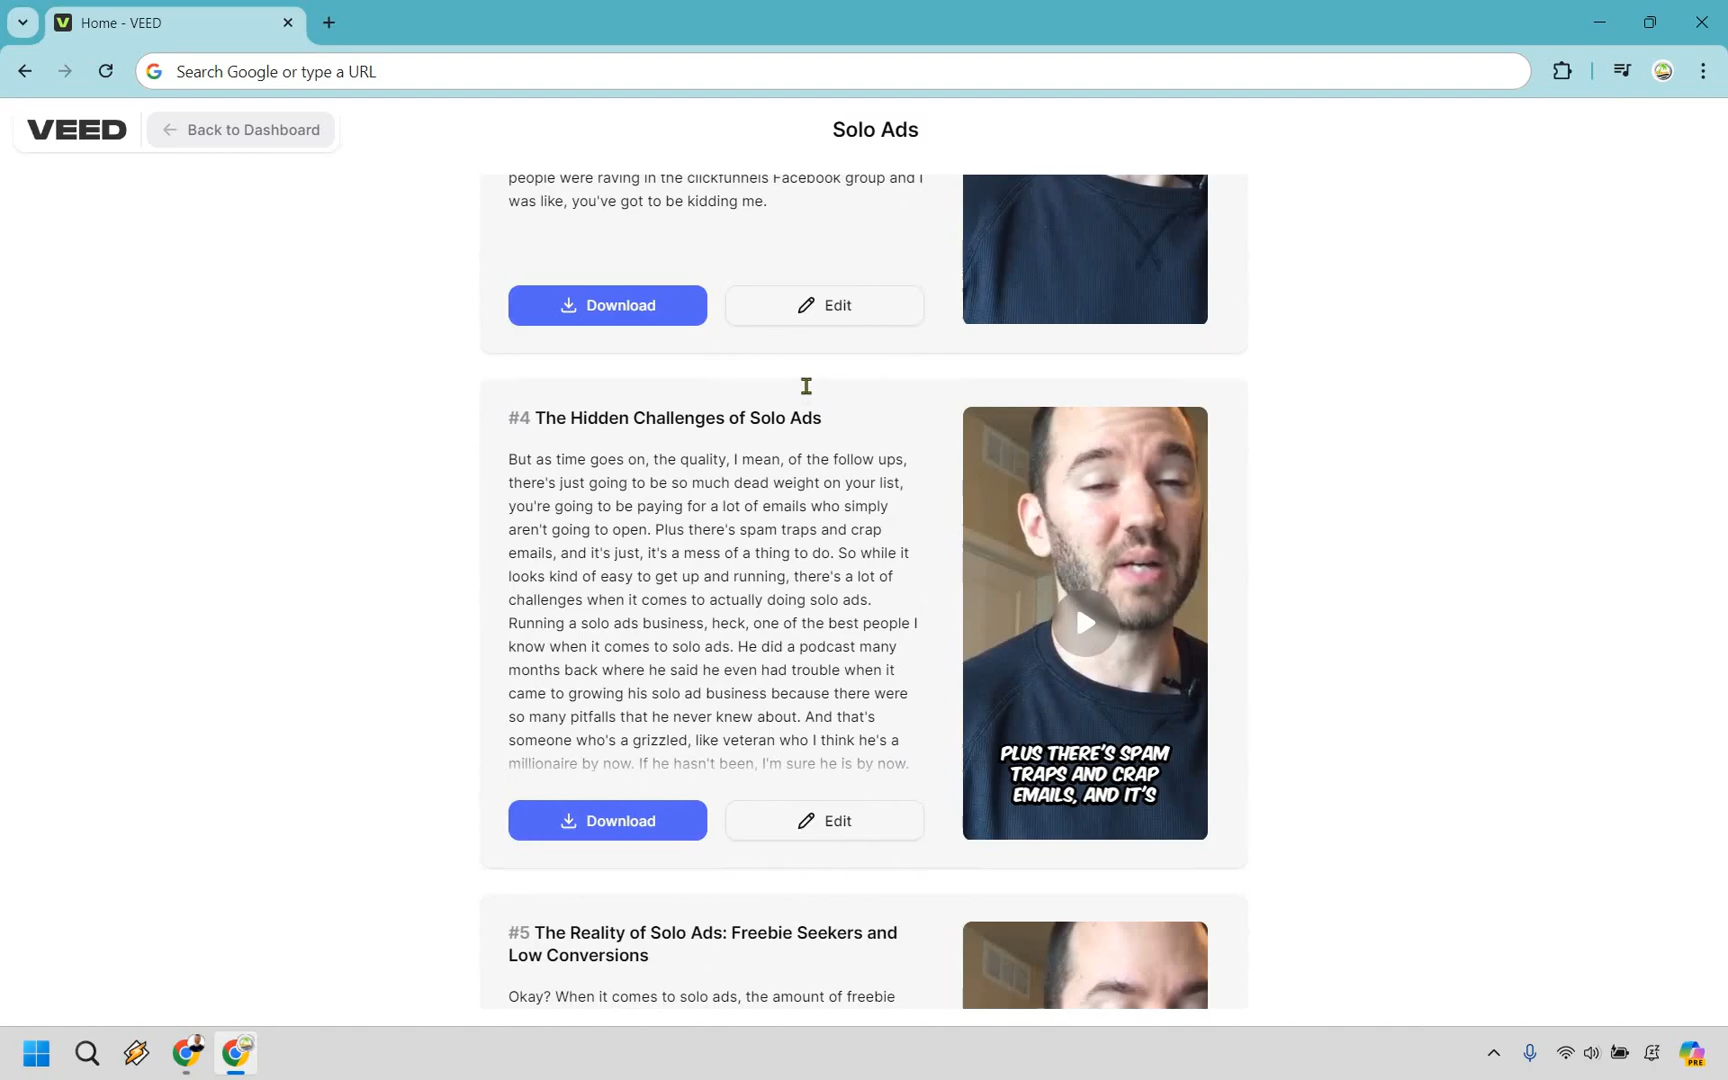 Home - VEED
Search Google or type a URL
VEED
Back to Dashboard
Solo Ads
people were raving in the clickfunnels Facebook group and I
was like, you've got to be kidding me.
Download
Edit
#4 The Hidden Challenges of Solo Ads
But as time goes on, the quality, I mean, of the follow ups,
there's just going to be so much dead weight on your list,
you're going to be paying for a lot of emails who simply
aren't going to open. Plus there's spam traps and crap
emails, and it's just, it's a mess of a thing to do. So while it
looks kind of easy to get up and running, there's a lot of
challenges when it comes to actually doing solo ads.
Running a solo ads business, heck, one of the best people I
know when it comes to solo ads. He did a podcast many
months back where he said he even had trouble when it
came to growing his solo ad business because there were
so many pitfalls that he never knew about. And that's
someone who's a grizzled, like veteran who I think he's a
millionaire by now. If he hasn't been, I'm sure he is by now.
PLUS THERE'S SPAM
TRAPS AND CRAP
EMAILS, AND IT'S
Download
Edit
#5 The Reality of Solo Ads: Freebie Seekers and
Low Conversions
Okay? When it comes to solo ads, the amount of freebie
PRE